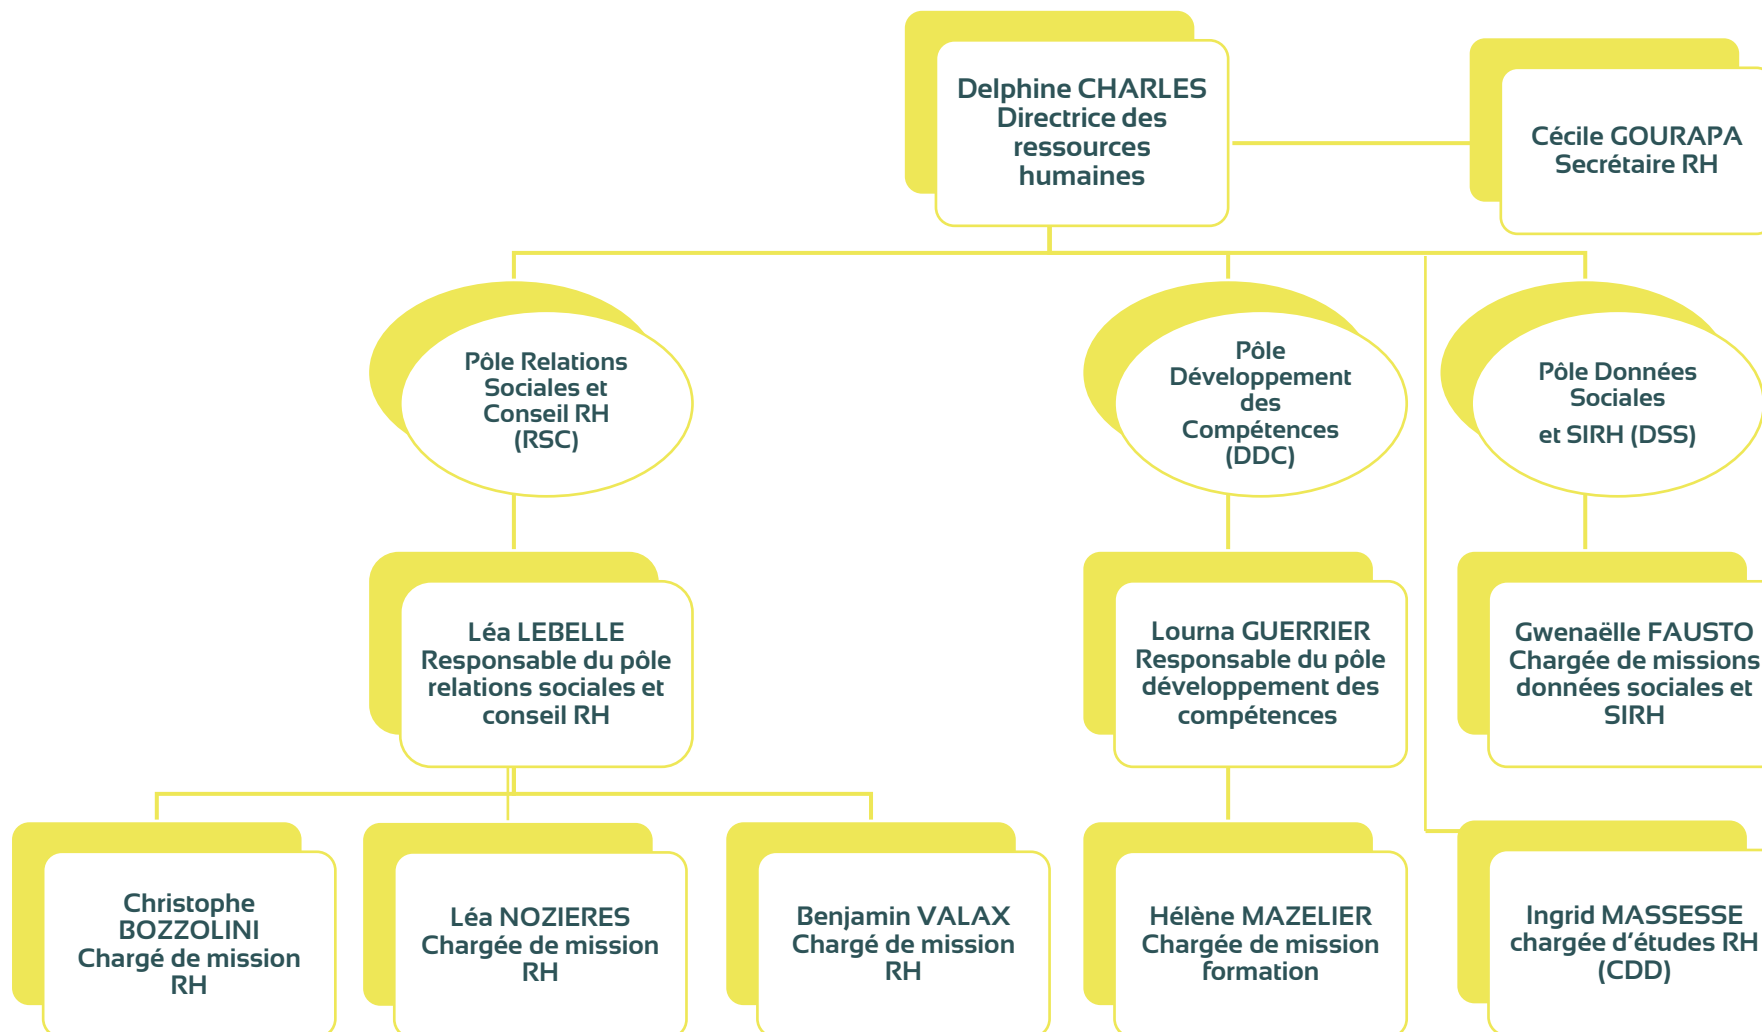 Delphine CHARLES
Directrice des
ressources
humaines
Cécile GOURAPA
Secrétaire RH
Pôle Relations
Sociales et
Conseil RH
(RSC)
Pôle
Développement
des
Compétences
(DDC)
Pôle Données
Sociales
et SIRH (DSS)
Léa LEBELLE
Responsable du pôle
relations sociales et
conseil RH
Lourna GUERRIER
Responsable du pôle
développement des
compétences
Gwenaëlle FAUSTO
Chargée de missions
données sociales et
SIRH
Christophe
BOZZOLINI
Chargé de mission
RH
Léa NOZIERES
Chargée de mission
RH
Benjamin VALAX
Chargé de mission
RH
Hélène MAZELIER
Chargée de mission
formation
Ingrid MASSESSE
chargée d'études RH
(CDD)